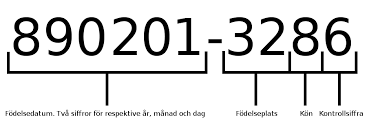 890201-3286
Födelsedatum. Två siffror för respektive år, månad och dag Födelseplats Kön Kontrollsiffra